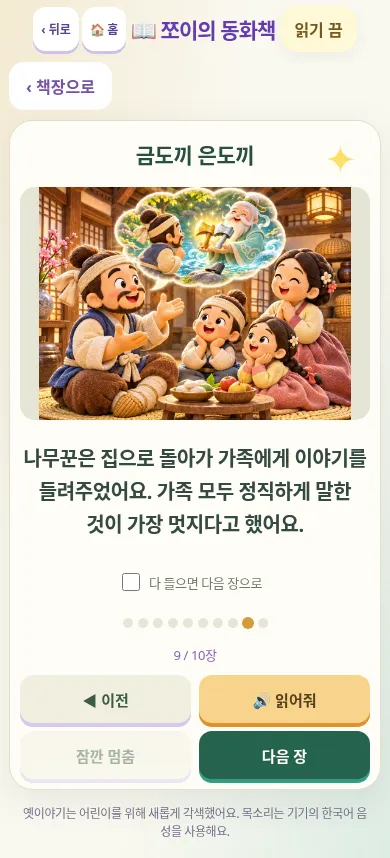 ‹ 뒤로
🏠 홈
📖 쪼이의 동화책
읽기 끔
‹ 책장으로
금도끼 은도끼
나무꾼은 집으로 돌아가 가족에게 이야기를
들려주었어요. 가족 모두 정직하게 말한
것이 가장 멋지다고 했어요.
다 들으면 다음 장으로
9 / 10장
◀ 이전
🔊 읽어줘
잠깐 멈춤
다음 장
옛이야기는 어린이를 위해 새롭게 각색했어요. 목소리는 기기의 한국어 음
성을 사용해요.